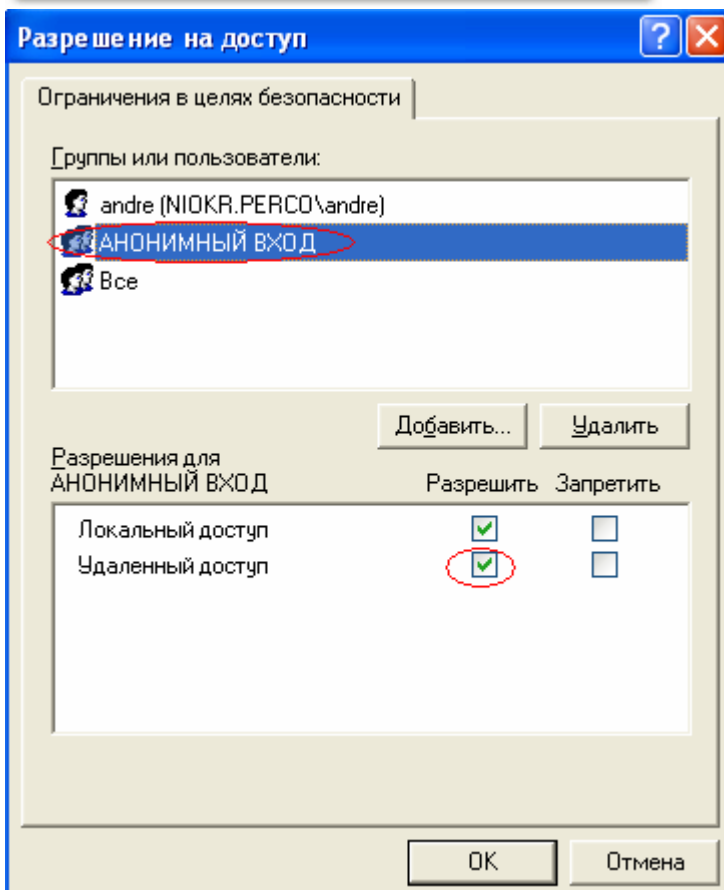 Разрешение на доступ
Ограничения в целях безопасности
Группы или пользователи:
andre (NIOKR.PERCO\andre)
АНОНИМНЫЙ ВХОД
Все
Добавить... Удалить
Разрешения для
АНОНИМНЫЙ ВХОД Разрешить Запретить
Локальный доступ
Удаленный доступ
OK Отмена